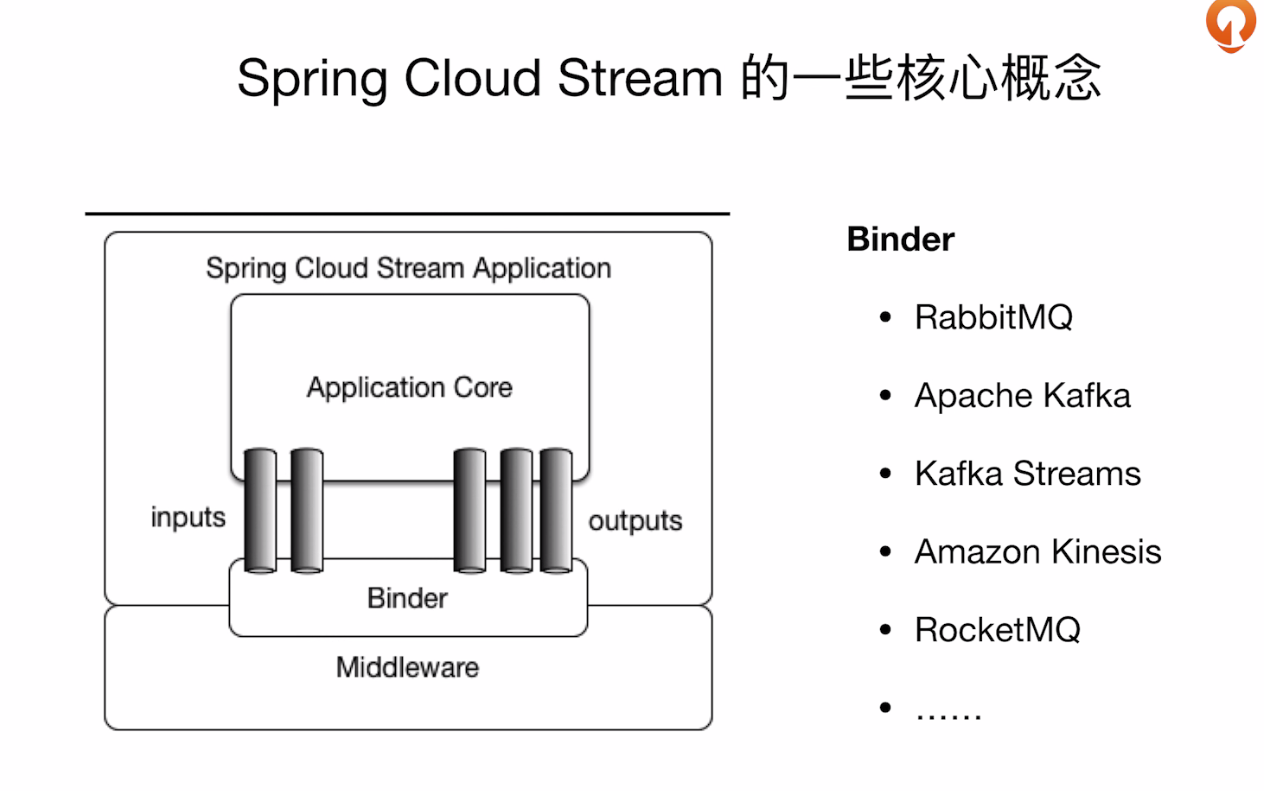 Spring Cloud Stream 的一些核心概念
Spring Cloud Stream Application
Application Core
inputs
outputs
Binder
Middleware
Binder
• RabbitMQ
• Apache Kafka
• Kafka Streams
• Amazon Kinesis
• RocketMQ
• ……